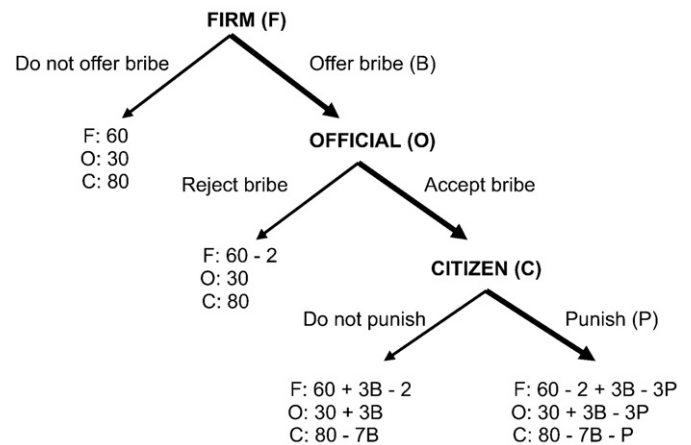 FIRM (F)
Do not offer bribe
Offer bribe (B)
F: 60
O: 30
C: 80
OFFICIAL (O)
Reject bribe
Accept bribe
F: 60 - 2
O: 30
C: 80
CITIZEN (C)
Do not punish
Punish (P)
F: 60 + 3B - 2
O: 30 + 3B
C: 80 - 7B
F: 60 - 2 + 3B - 3P
O: 30 + 3B - 3P
C: 80 - 7B - P